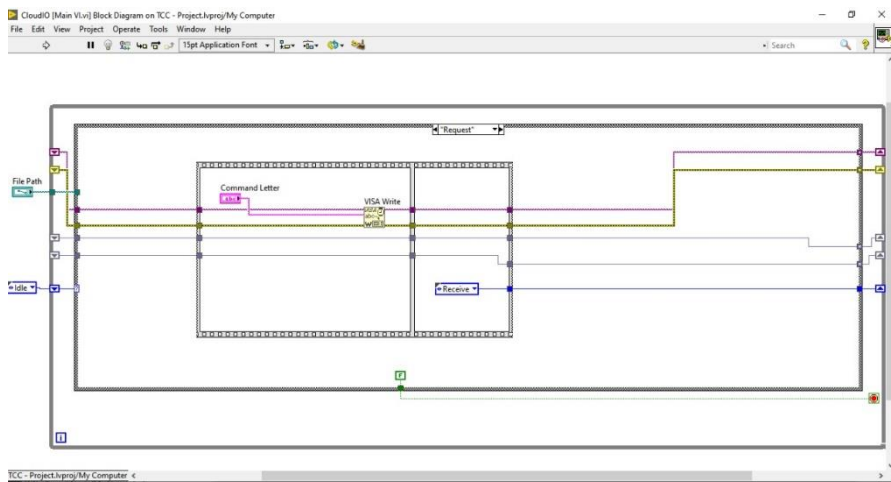 CloudIO [Main VI.vi] Block Diagram on TCC - Project.lvproj/My Computer
File Edit View Project Operate Tools Window Help
15pt Application Font
Search
"Request"
File Path
Command Letter
abc
VISA Write
abc
W
Idle
Receive
F
i
TCC - Project.lvproj/My Computer